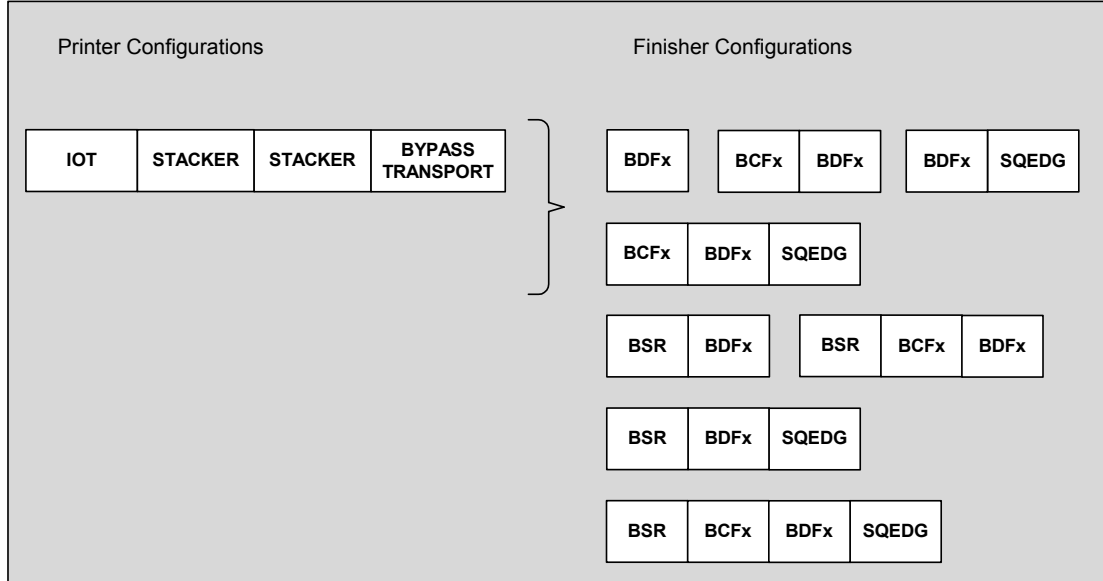 Printer Configurations
Finisher Configurations
IOT
STACKER
STACKER
BYPASS
TRANSPORT
BDFx
BCFx
BDFx
BDFx
SQEDG
BCFx
BDFx
SQEDG
BSR
BDFx
BSR
BCFx
BDFx
BSR
BDFx
SQEDG
BSR
BCFx
BDFx
SQEDG